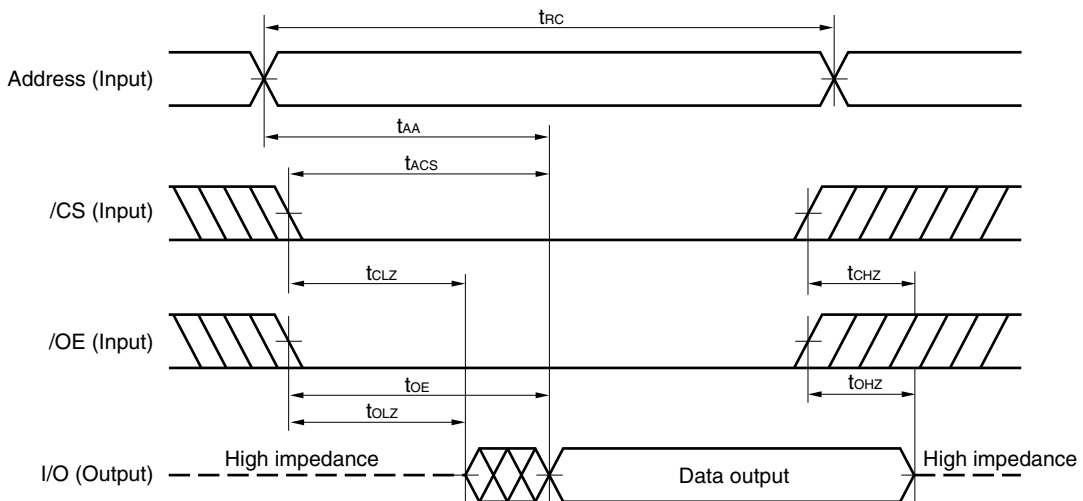 tRC
Address (Input)
tAA
tACS
/CS (Input)
tCLZ
tCHZ
/OE (Input)
tOE
tOHZ
tOLZ
I/O (Output)
High impedance
Data output
High impedance